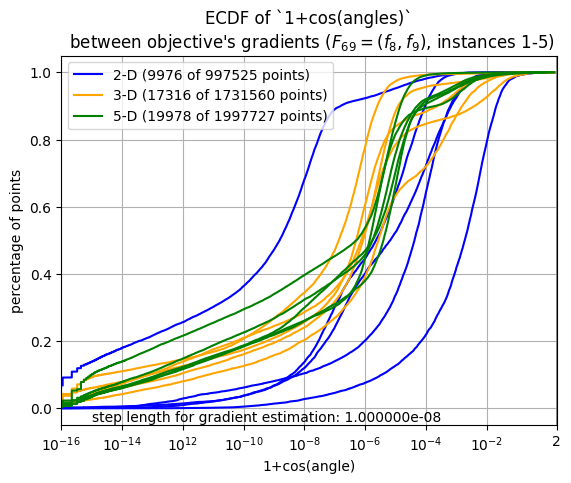 ECDF of `1+cos(angles)`
between objective's gradients (F₆₉ = (f₈, f₉), instances 1-5)
2-D (9976 of 997525 points)
3-D (17316 of 1731560 points)
5-D (19978 of 1997727 points)
1.0
0.8
0.6
0.4
0.2
0.0
percentage of points
step length for gradient estimation: 1.000000e-08
10⁻¹⁶ 10⁻¹⁴ 10⁻¹² 10⁻¹⁰ 10⁻⁸ 10⁻⁶ 10⁻⁴ 10⁻² 2
1+cos(angle)